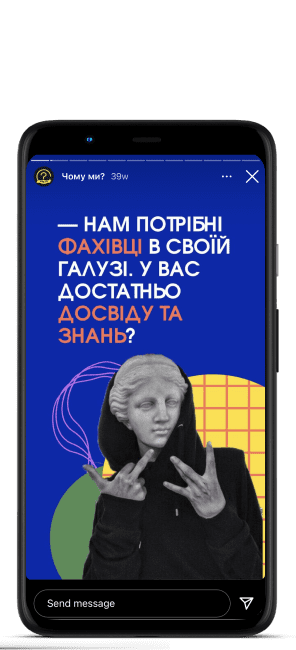 Чому ми? 39w
— НАМ ПОТРІБНІ
ФАХІВЦІ В СВОЇЙ
ГАЛУЗІ. У ВАС
ДОСТАТНЬО
ДОСВІДУ ТА
ЗНАНЬ?
Send message